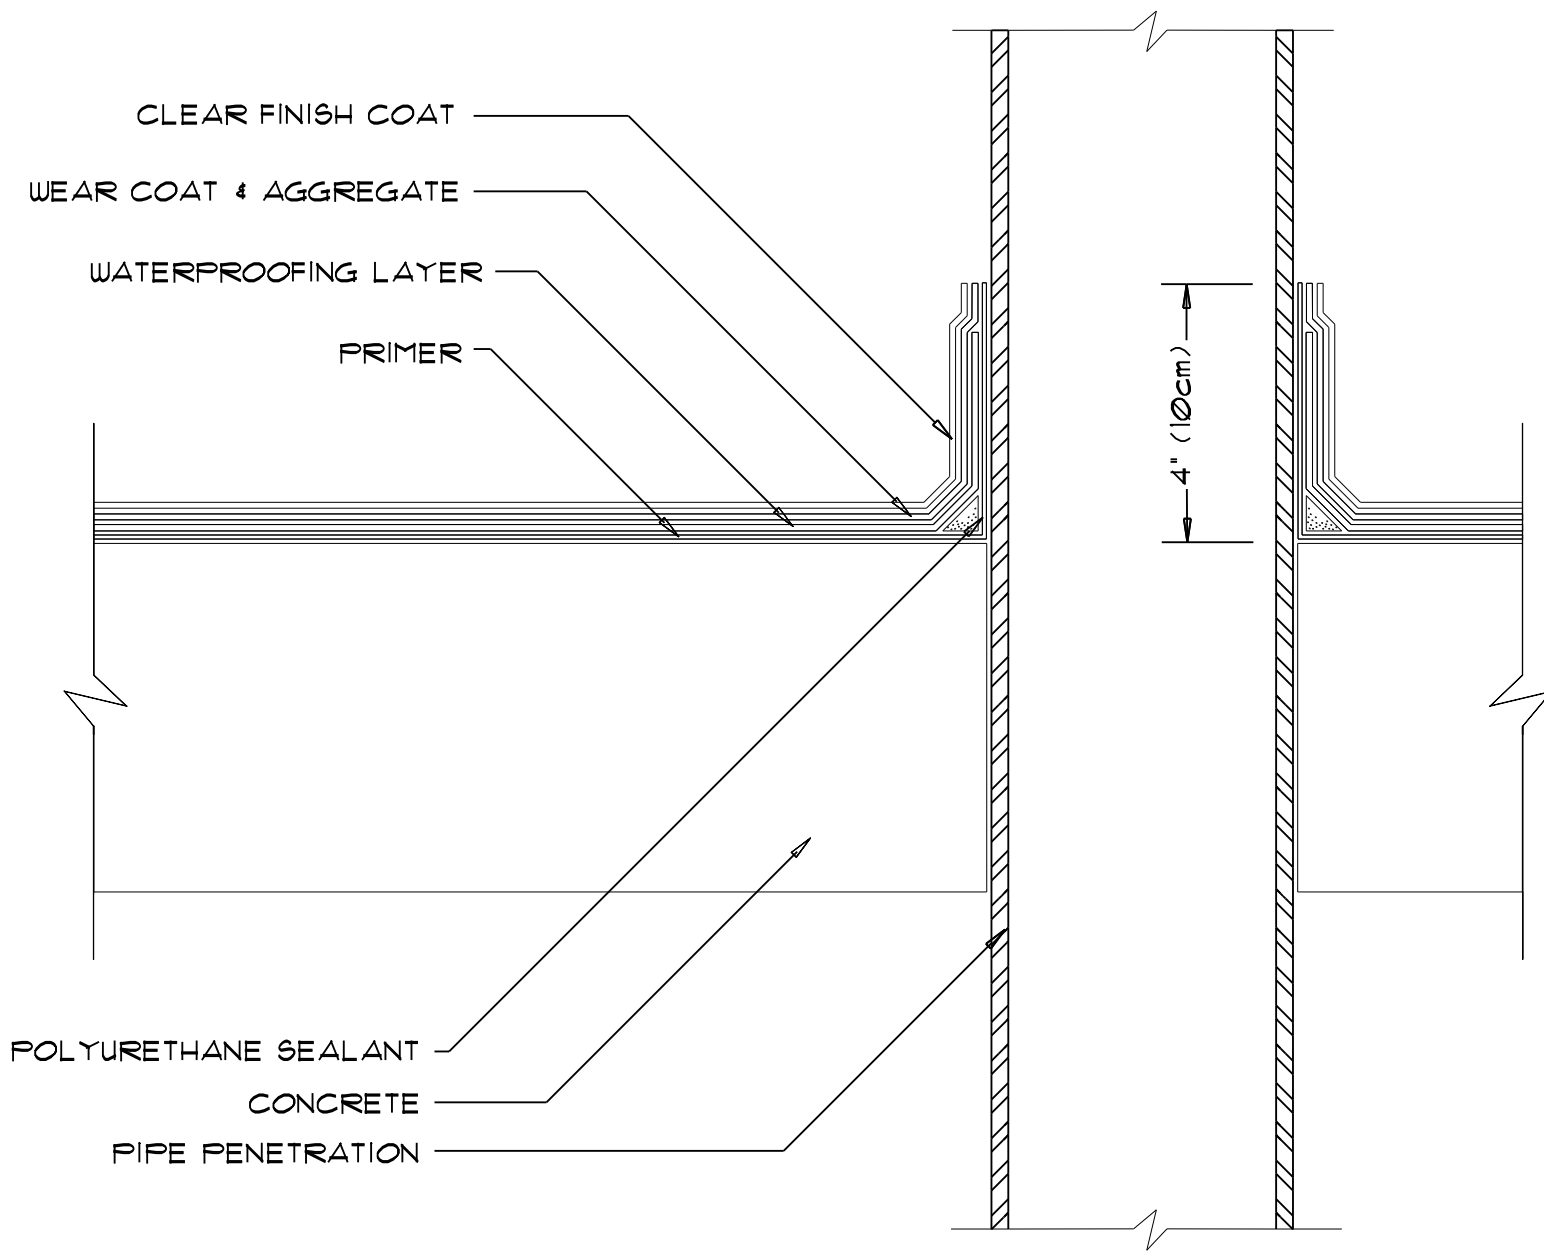 CLEAR FINISH COAT
WEAR COAT & AGGREGATE
WATERPROOFING LAYER
PRIMER
4" (10cm)
POLYURETHANE SEALANT
CONCRETE
PIPE PENETRATION